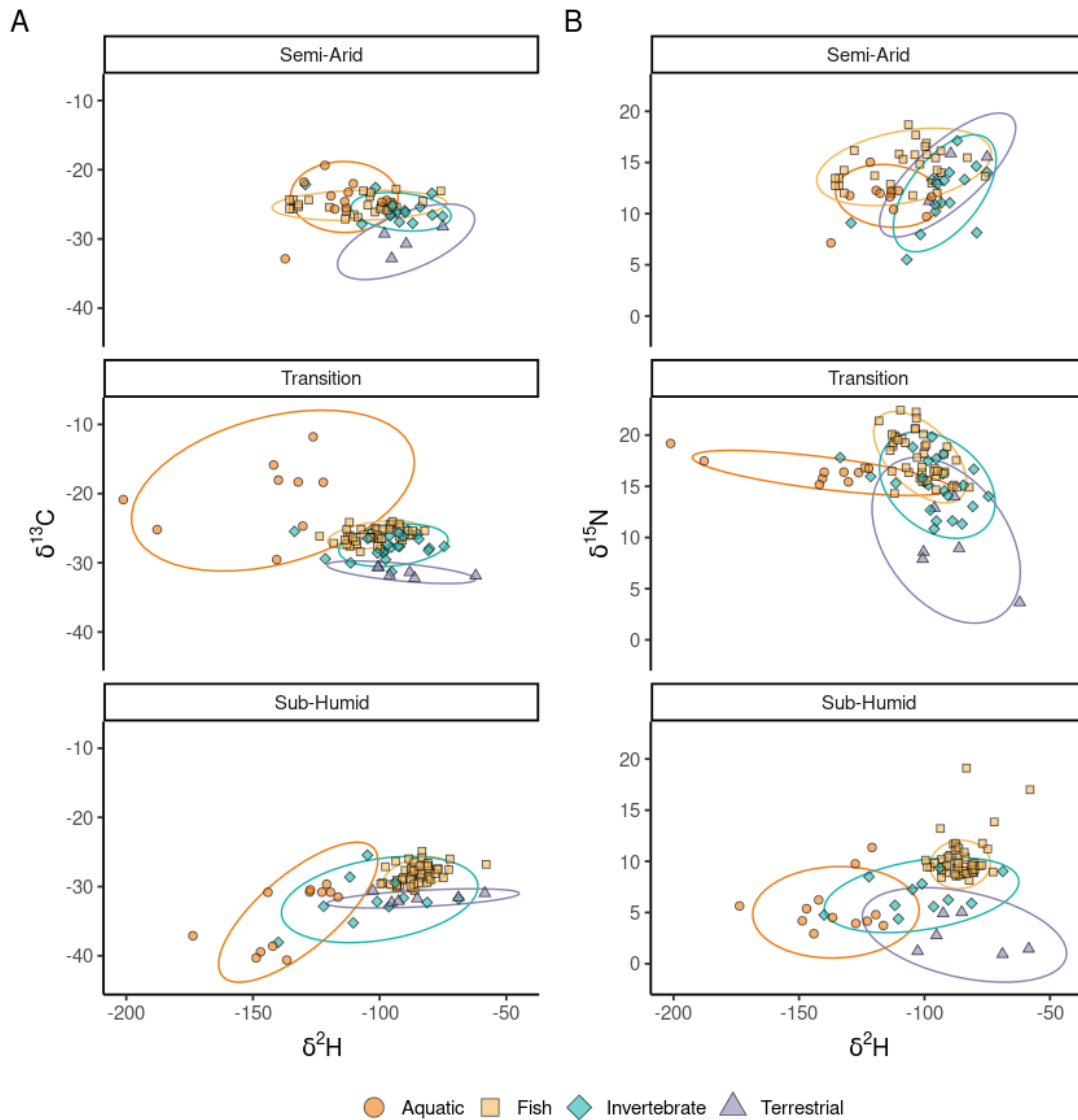 A
B
Semi-Arid
Semi-Arid
-10
-20
-30
-40
20
15
10
5
0
Transition
Transition
-10
-20
-30
-40
20
15
10
5
0
δ¹³C
δ¹⁵N
Sub-Humid
Sub-Humid
-10
-20
-30
-40
20
15
10
5
0
-200 -150 -100 -50
-200 -150 -100 -50
δ²H
δ²H
Aquatic Fish Invertebrate Terrestrial